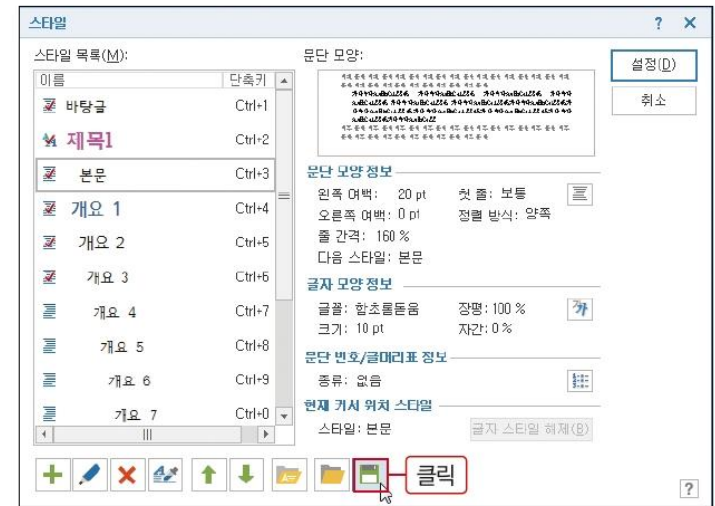 스타일
? ×
스타일 목록(M):
이름 단축키
바탕글 Ctrl+1
제목1 Ctrl+2
본문 Ctrl+3
개요 1 Ctrl+4
개요 2 Ctrl+5
개요 3 Ctrl+6
개요 4 Ctrl+7
개요 5 Ctrl+8
개요 6 Ctrl+9
개요 7 Ctrl+0
문단 모양:
문단 모양 정보
왼쪽 여백: 20 pt 첫 줄: 보통
오른쪽 여백: 0 pt 정렬 방식: 양쪽
줄 간격: 160 %
다음 스타일: 본문
글자 모양 정보
글꼴: 함초롬돋움 장평: 100 %
크기: 10 pt 자간: 0 %
문단 번호/글머리표 정보
종류: 없음
현재 커서 위치 스타일
스타일: 본문 글자 스타일 해제(B)
설정(D)
취소
클릭
?